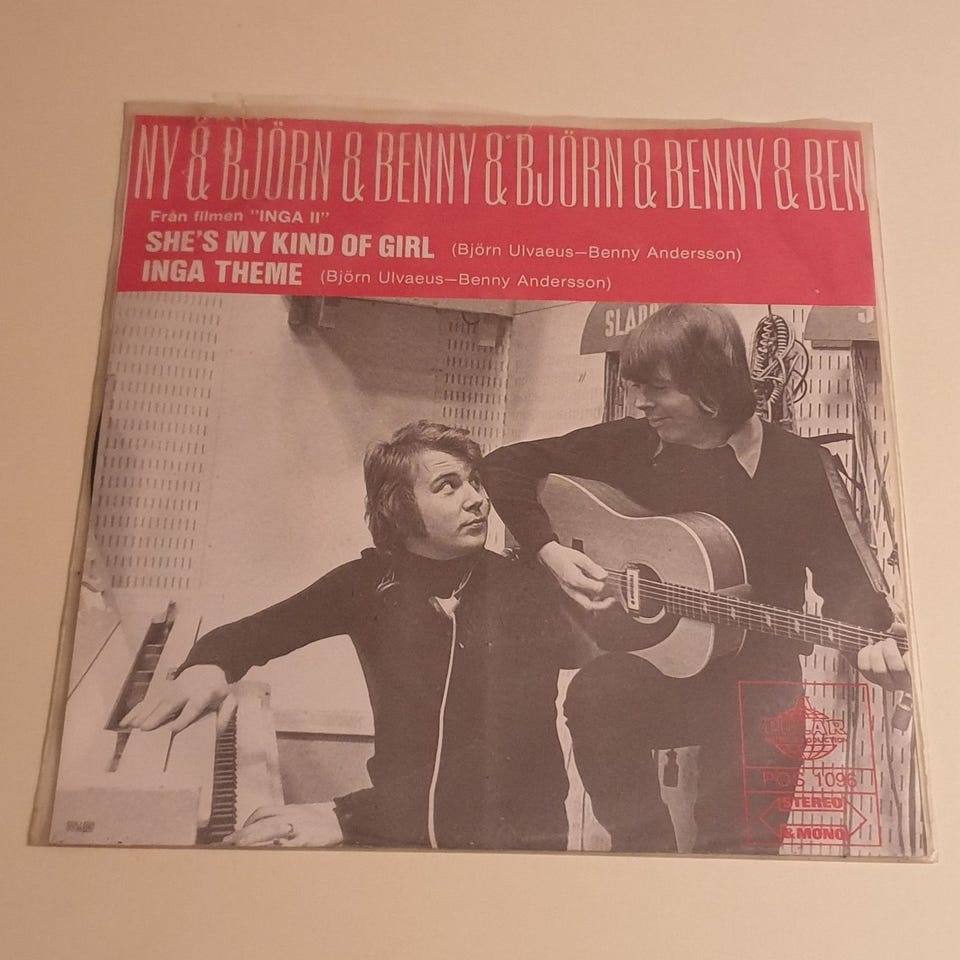 NY & BJÖRN & BENNY & BJÖRN & BENNY & BEN
Från filmen "INGA II"
SHE'S MY KIND OF GIRL (Björn Ulvaeus—Benny Andersson)
INGA THEME (Björn Ulvaeus—Benny Andersson)
SLADD
POLAR
POS 1096
STEREO
& MONO